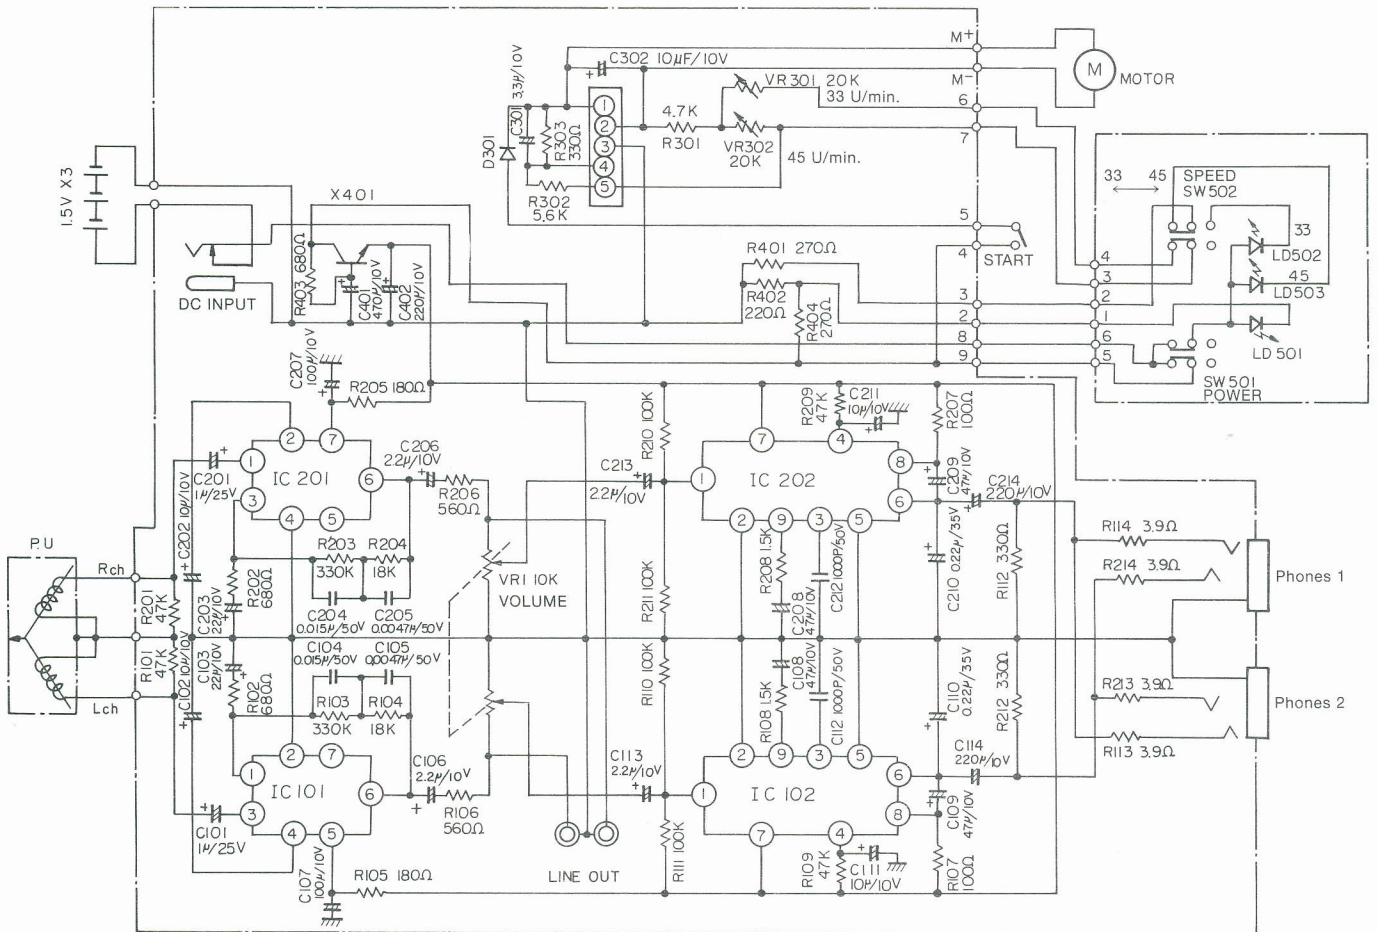 M+
C302 10µF/10V
M-
MOTOR
M
3.3µ/10V
C301
R303
330Ω
D301
1
2
3
4
5
VR301 20K
33 U/min.
4.7K
R301
VR302
20K
45 U/min.
6
7
R302
5.6K
1.5V X3
X401
33 45 SPEED
SW502
5
4
START
33
LD502
45
LD503
LD501
4
3
2
1
6
5
SW501
POWER
DC INPUT
R403 680Ω
C401
470µ/10V
C402
220µ/10V
R401 270Ω
R402
220Ω
R404
270Ω
3
2
8
9
C207
100µ/10V
R205 180Ω
R210 100K
R209
47K
C211
10µ/10V
R207
100Ω
2
7
1
IC 201
6
3
4
5
C201
1µ/25V
C202 10µ/10V
C206
2.2µ/10V
R206
560Ω
C213
2.2µ/10V
7
4
8
1
IC 202
6
2
9
3
5
C209
47µ/10V
C214
220µ/10V
P.U
Rch
R201
47K
C203
22µ/10V
R202
680Ω
R203
330K
R204
18K
C204
0.015µ/50V
C205
0.0047µ/50V
VR1 10K
VOLUME
R211 100K
R208 1.5K
C208
47µ/10V
C212 1000P/50V
C210 0.22µ/35V
R112 330Ω
R114 3.9Ω
R214 3.9Ω
Phones 1
Lch
R101
47K
C102 10µ/10V
C103
22µ/10V
R102
680Ω
C104
0.015µ/50V
C105
0.0047µ/50V
R103
330K
R104
18K
R110 100K
C108
47µ/10V
R108 1.5K
C112 1000P/50V
C110
0.22µ/35V
R212 330Ω
R213 3.9Ω
R113 3.9Ω
Phones 2
2
7
1
IC101
6
3
4
5
C101
1µ/25V
C106
2.2µ/10V
R106
560Ω
C113
2.2µ/10V
2
9
3
5
6
1
IC 102
8
7
4
C114
220µ/10V
C109
47µ/10V
C107
100µ/10V
R105 180Ω
LINE OUT
R111 100K
R109
47K
C111
10µ/10V
R107
100Ω